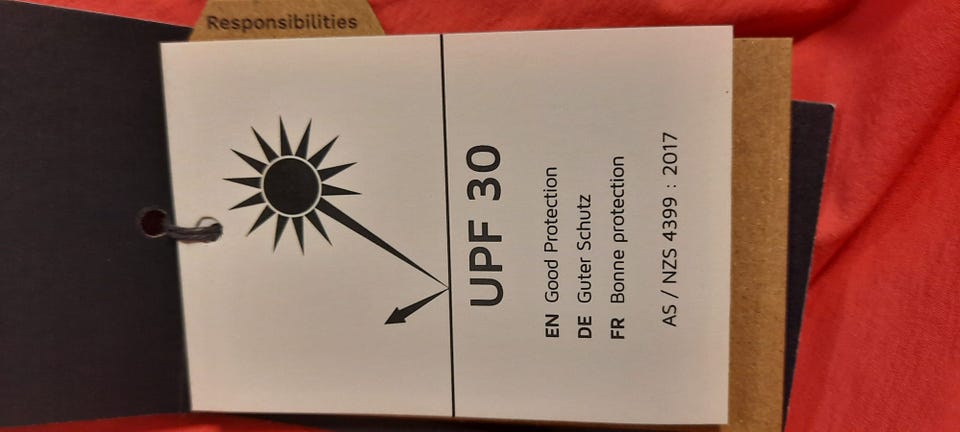 Responsibilities
UPF 30
EN Good Protection
DE Guter Schutz
FR Bonne protection
AS / NZS 4399 : 2017